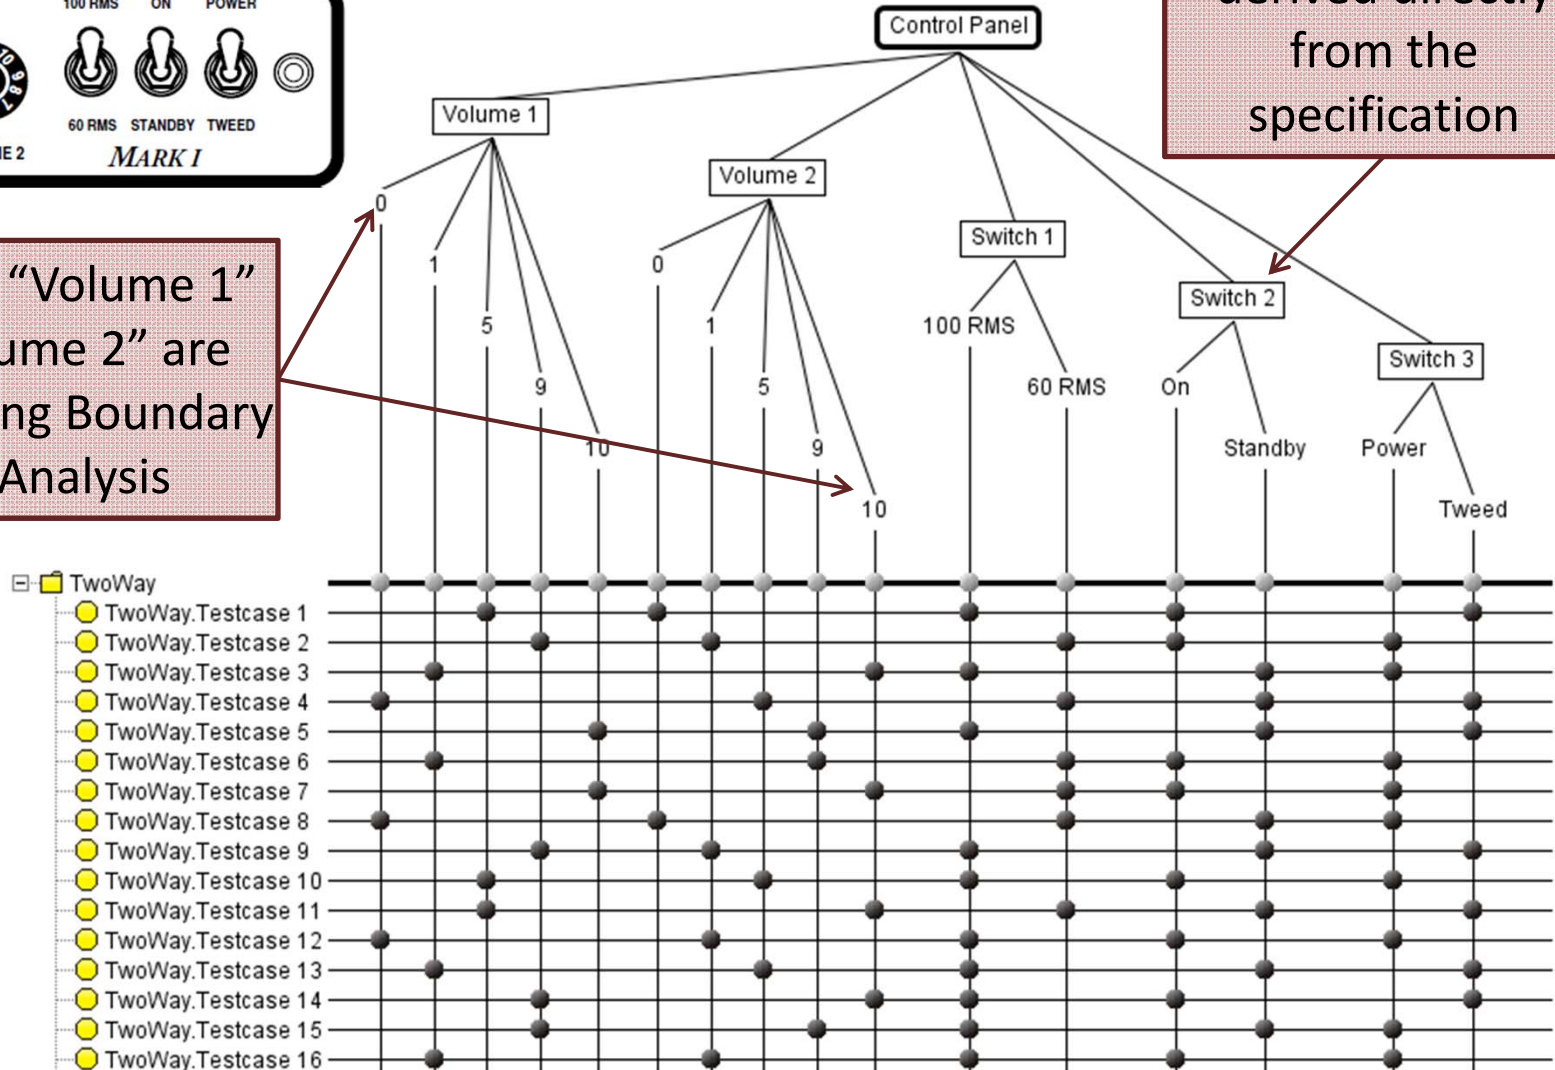 100 RMS ON POWER
10 9 8 7
60 RMS STANDBY TWEED
E 2 MARK I
Control Panel
from the
specification
Volume 1
Volume 2
Switch 1
Switch 2
Switch 3
0
1
5
9
10
0
1
5
9
10
100 RMS
60 RMS
On
Standby
Power
Tweed
“Volume 1”
ume 2” are
ng Boundary
Analysis
TwoWay
TwoWay.Testcase 1
TwoWay.Testcase 2
TwoWay.Testcase 3
TwoWay.Testcase 4
TwoWay.Testcase 5
TwoWay.Testcase 6
TwoWay.Testcase 7
TwoWay.Testcase 8
TwoWay.Testcase 9
TwoWay.Testcase 10
TwoWay.Testcase 11
TwoWay.Testcase 12
TwoWay.Testcase 13
TwoWay.Testcase 14
TwoWay.Testcase 15
TwoWay.Testcase 16